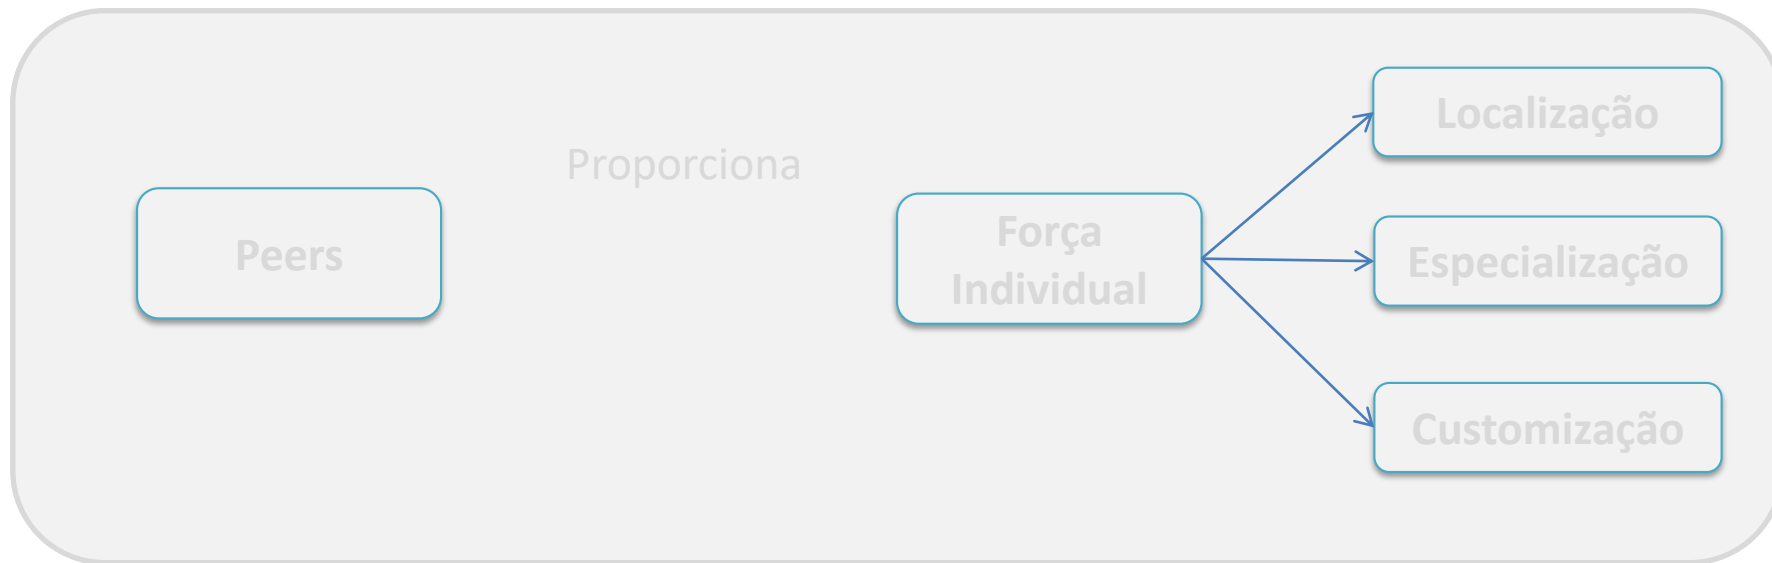 Peers
Proporciona
Força
Individual
Localização
Especialização
Customização